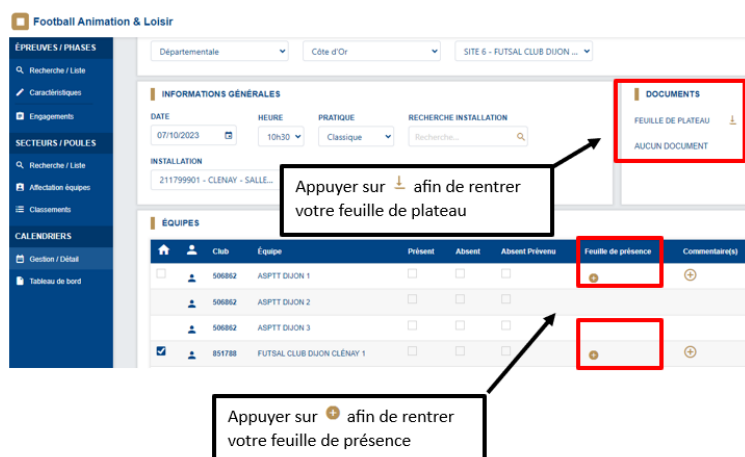 Football Animation & Loisir
ÉPREUVES / PHASES
Recherche / Liste
Caractéristiques
Engagements
SECTEURS / POULES
Recherche / Liste
Affectation équipes
Classements
CALENDRIERS
Gestion / Détail
Tableau de bord
Départementale
Côte d'Or
SITE 6 - FUTSAL CLUB DIJON ...
INFORMATIONS GÉNÉRALES
DATE
HEURE
PRATIQUE
RECHERCHE INSTALLATION
07/10/2023
10h30
Classique
Recherche...
INSTALLATION
211799901 - CLENAY - SALLE...
DOCUMENTS
FEUILLE DE PLATEAU
AUCUN DOCUMENT
Appuyer sur afin de rentrer
votre feuille de plateau
ÉQUIPES
Club Équipe Présent Absent Absent Prévenu Feuille de présence Commentaire(s)
506862 ASPTT DIJON 1
506862 ASPTT DIJON 2
506862 ASPTT DIJON 3
851788 FUTSAL CLUB DIJON CLÉNAY 1
Appuyer sur afin de rentrer
votre feuille de présence